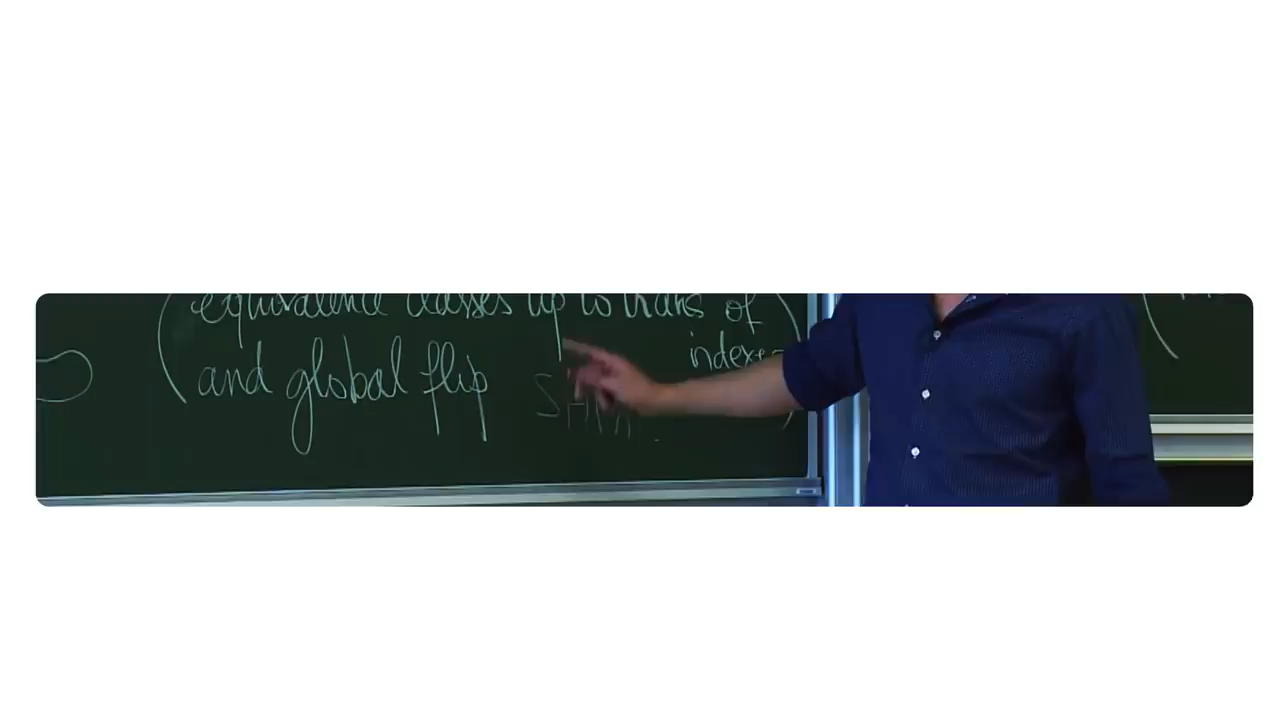 equivalence classes up to trans of
indexes
and global flip